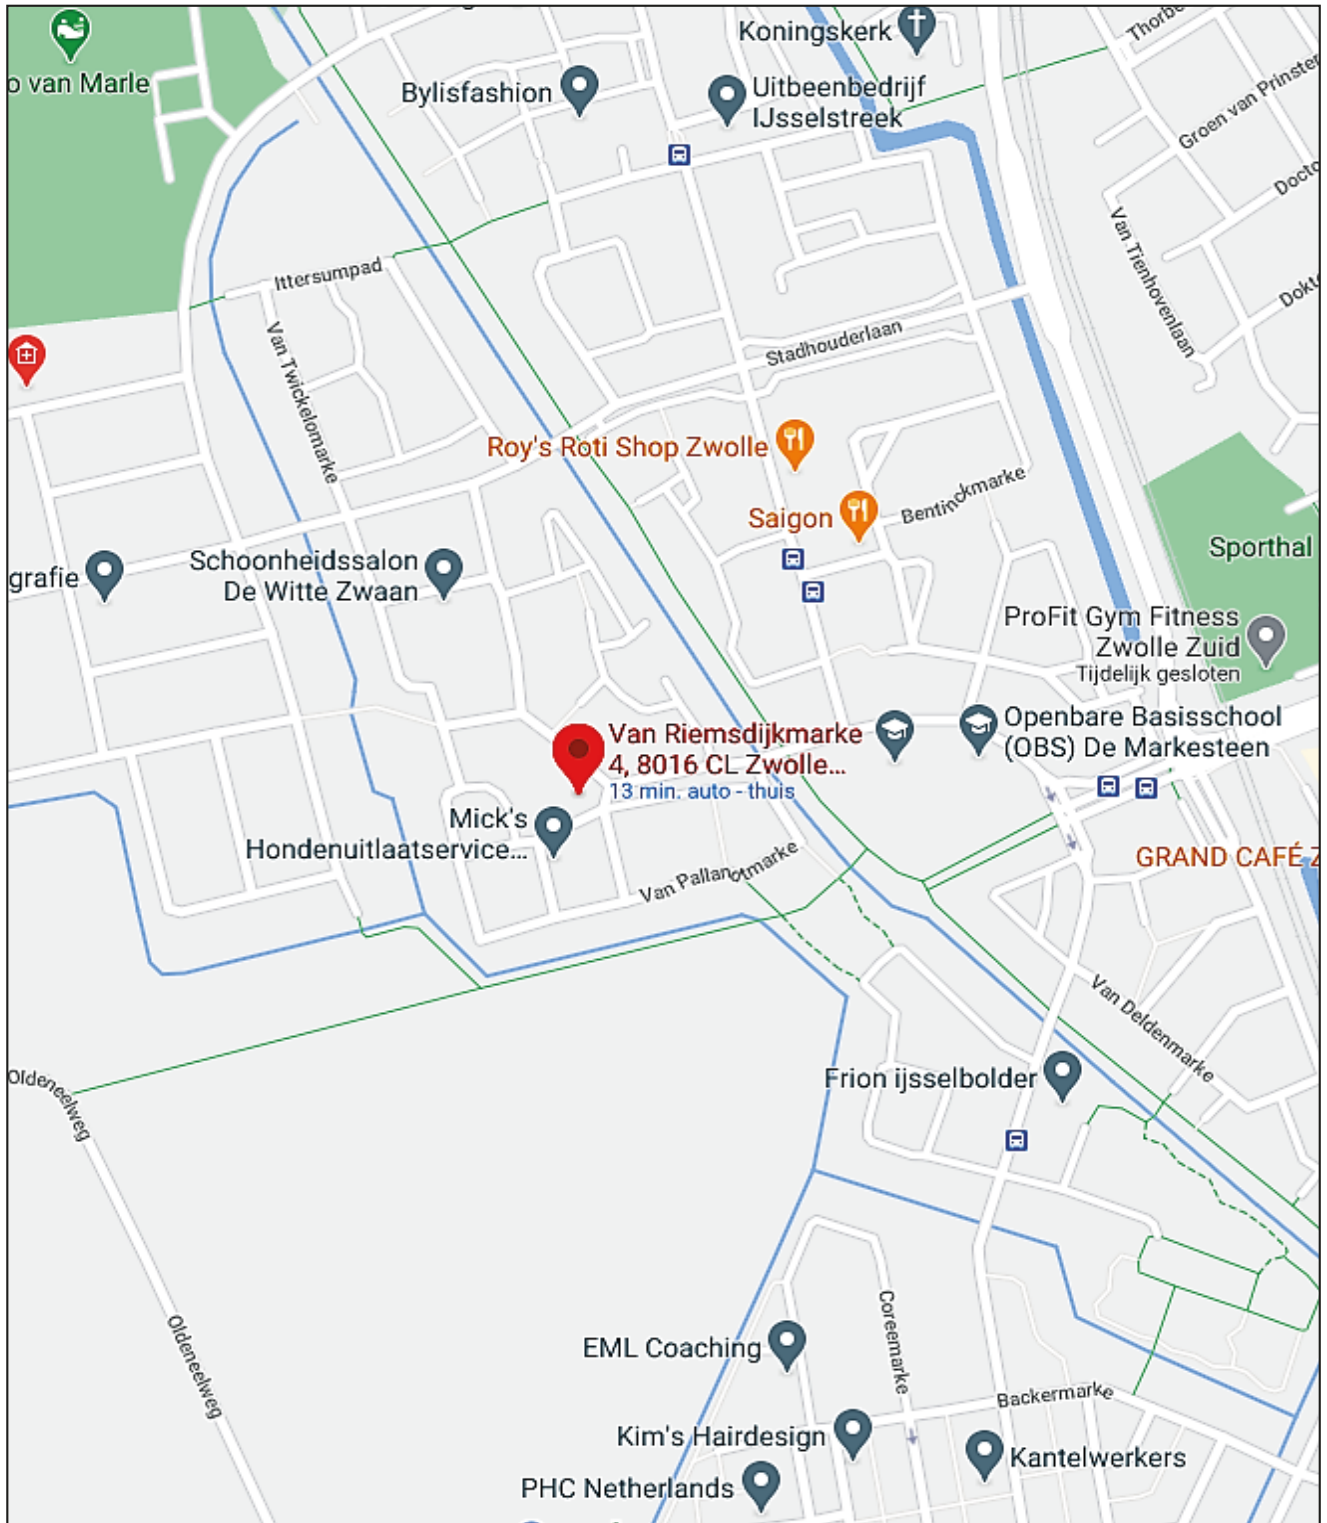 Koningskerk
Thorbe
o van Marle
Bylisfashion
Uitbeenbedrijf
IJsselstreek
Groen van Prinster
Docto
Van Tienhovenlaan
Ittersumpad
Dokto
Van Twickelomarke
Stadhouderlaan
Roy's Roti Shop Zwolle
Saigon
Bentinckmarke
Sporthal
grafie
Schoonheidssalon
De Witte Zwaan
ProFit Gym Fitness
Zwolle Zuid
Tijdelijk gesloten
Van Riemsdijkmarke
4, 8016 CL Zwolle...
13 min. auto - thuis
Openbare Basisschool
(OBS) De Markesteen
Mick's
Hondenuitlaatservice...
Van Pallandtmarke
GRAND CAFÉ Z
Van Deldenmarke
Oldeneelweg
Frion ijsselbolder
Oldeneelweg
Coreemarke
EML Coaching
Backermarke
Kim's Hairdesign
Kantelwerkers
PHC Netherlands